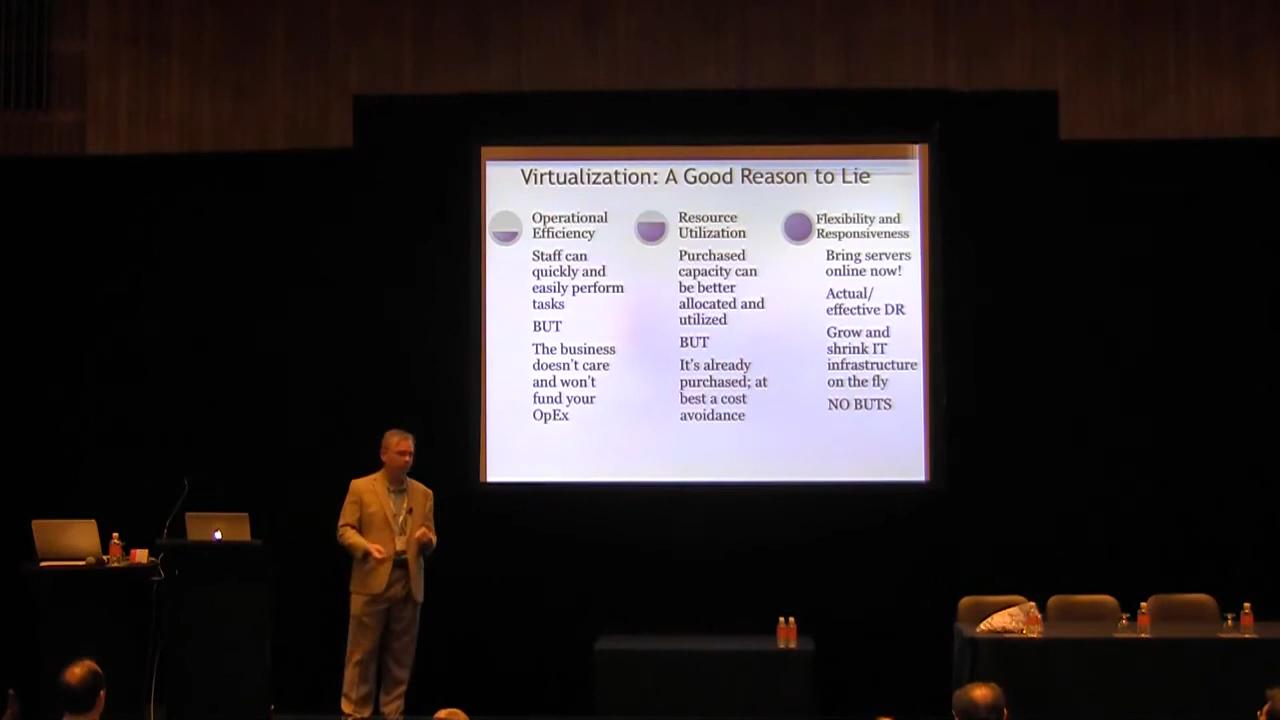 Virtualization: A Good Reason to Lie
Operational
Efficiency
Staff can
quickly and
easily perform
tasks
BUT
The business
doesn't care
and won't
fund your
OpEx
Resource
Utilization
Purchased
capacity can
be better
allocated and
utilized
BUT
It's already
purchased; at
best a cost
avoidance
Flexibility and
Responsiveness
Bring servers
online now!
Actual/
effective DR
Grow and
shrink IT
infrastructure
on the fly
NO BUTS